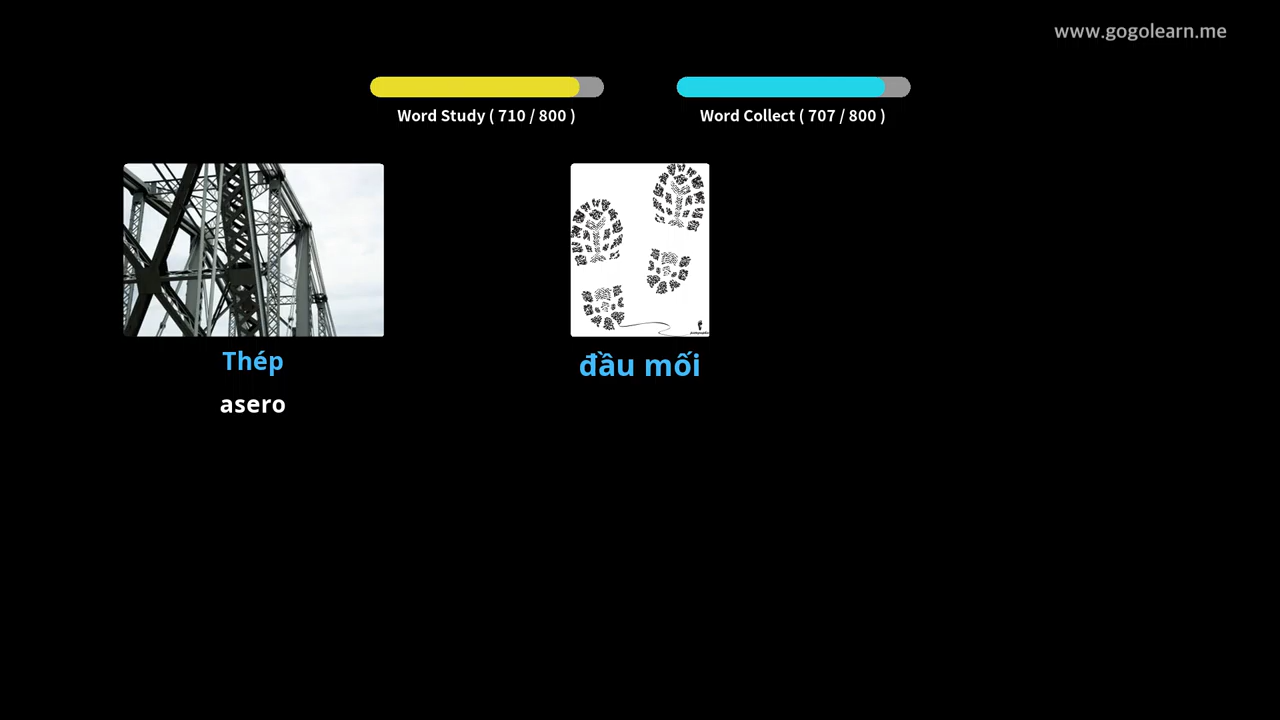 www.gogolearn.me
Word Study ( 710 / 800 )
Word Collect ( 707 / 800 )
Thép
asero
đầu mối